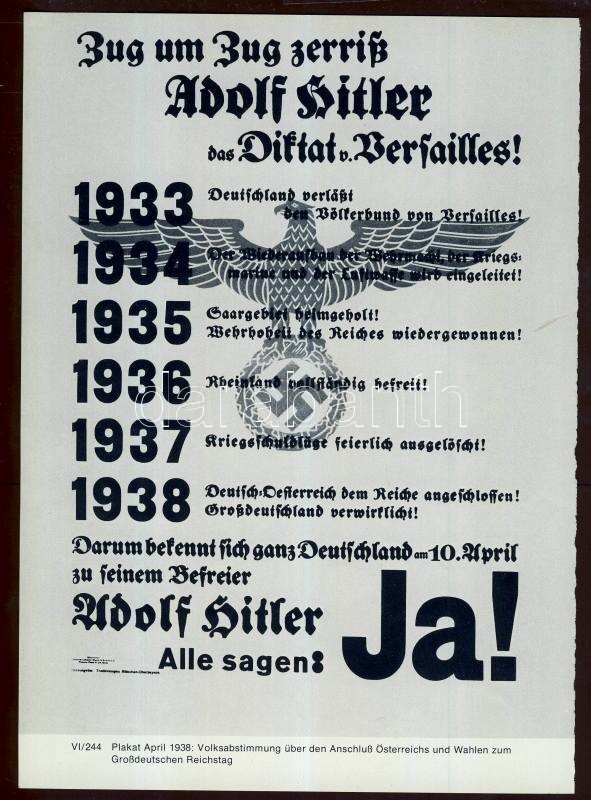 Zug um Zug zerriß
Adolf Hitler
das Diktat v. Versailles!
1933 Deutschland verläßt
den Völkerbund von Versailles!
1934 Der Wiederaufbau der Wehrmacht, der Kriegs-
marine und der Luftwaffe wird eingeleitet!
1935 Saargebiet heimgeholt!
Wehrhoheit des Reiches wiedergewonnen!
1936 Rheinland vollständig befreit!
darabanth
1937 Kriegsschuldlüge feierlich ausgelöscht!
1938 Deutsch-Oesterreich dem Reiche angeschlossen!
Großdeutschland verwirklicht!
Darum bekennt sich ganz Deutschland am 10. April
zu seinem Befreier
Adolf Hitler
Alle sagen: Ja!
VI/244 Plakat April 1938: Volksabstimmung über den Anschluß Österreichs und Wahlen zum
Großdeutschen Reichstag